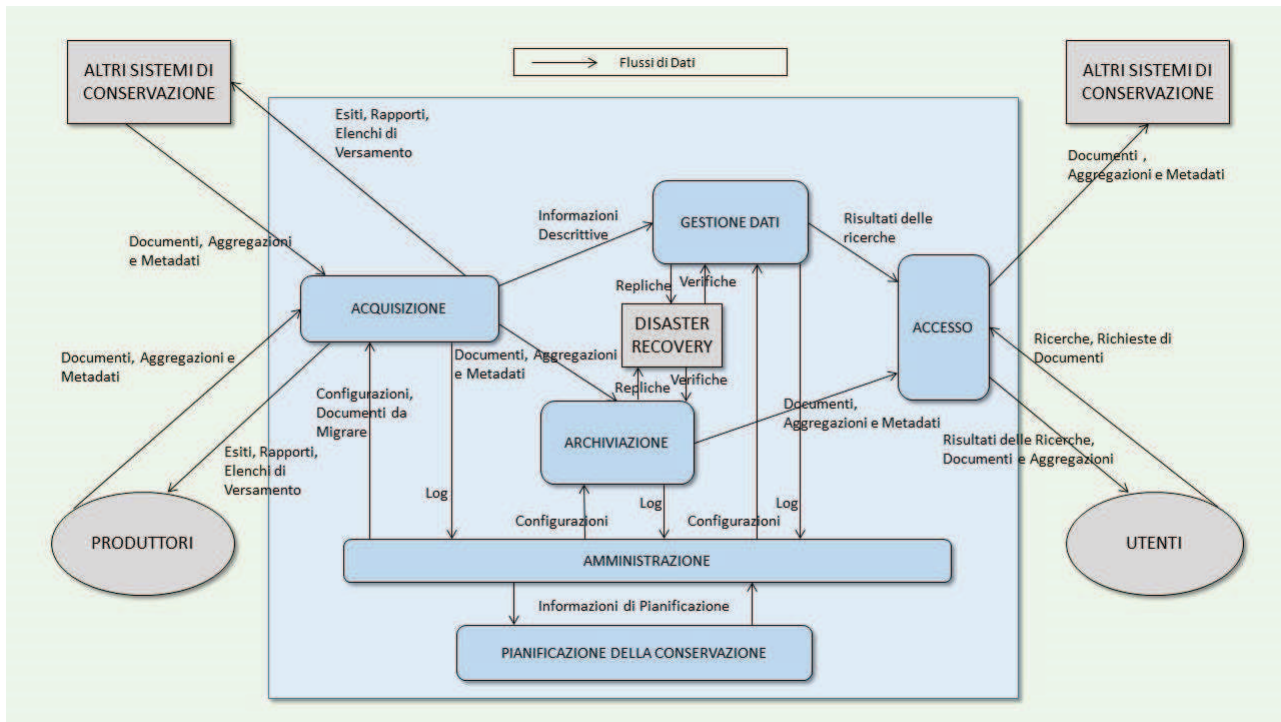 ALTRI SISTEMI DI
CONSERVAZIONE
Flussi di Dati
ALTRI SISTEMI DI
CONSERVAZIONE
Esiti, Rapporti,
Elenchi di
Versamento
Documenti ,
Aggregazioni e Metadati
Informazioni
Descrittive
GESTIONE DATI
Risultati delle
ricerche
Documenti, Aggregazioni
e Metadati
Repliche
Verifiche
ACQUISIZIONE
DISASTER
RECOVERY
ACCESSO
Ricerche, Richieste di
Documenti
Documenti, Aggregazioni e
Metadati
Documenti, Aggregazioni
e Metadati
Repliche
Verifiche
Configurazioni,
Documenti da
Migrare
Documenti,
Aggregazioni e Metadati
ARCHIVIAZIONE
Risultati delle Ricerche,
Documenti e Aggregazioni
Esiti, Rapporti,
Elenchi di
Versamento
Log
Log
Log
Configurazioni
Configurazioni
PRODUTTORI
UTENTI
AMMINISTRAZIONE
Informazioni di Pianificazione
PIANIFICAZIONE DELLA CONSERVAZIONE